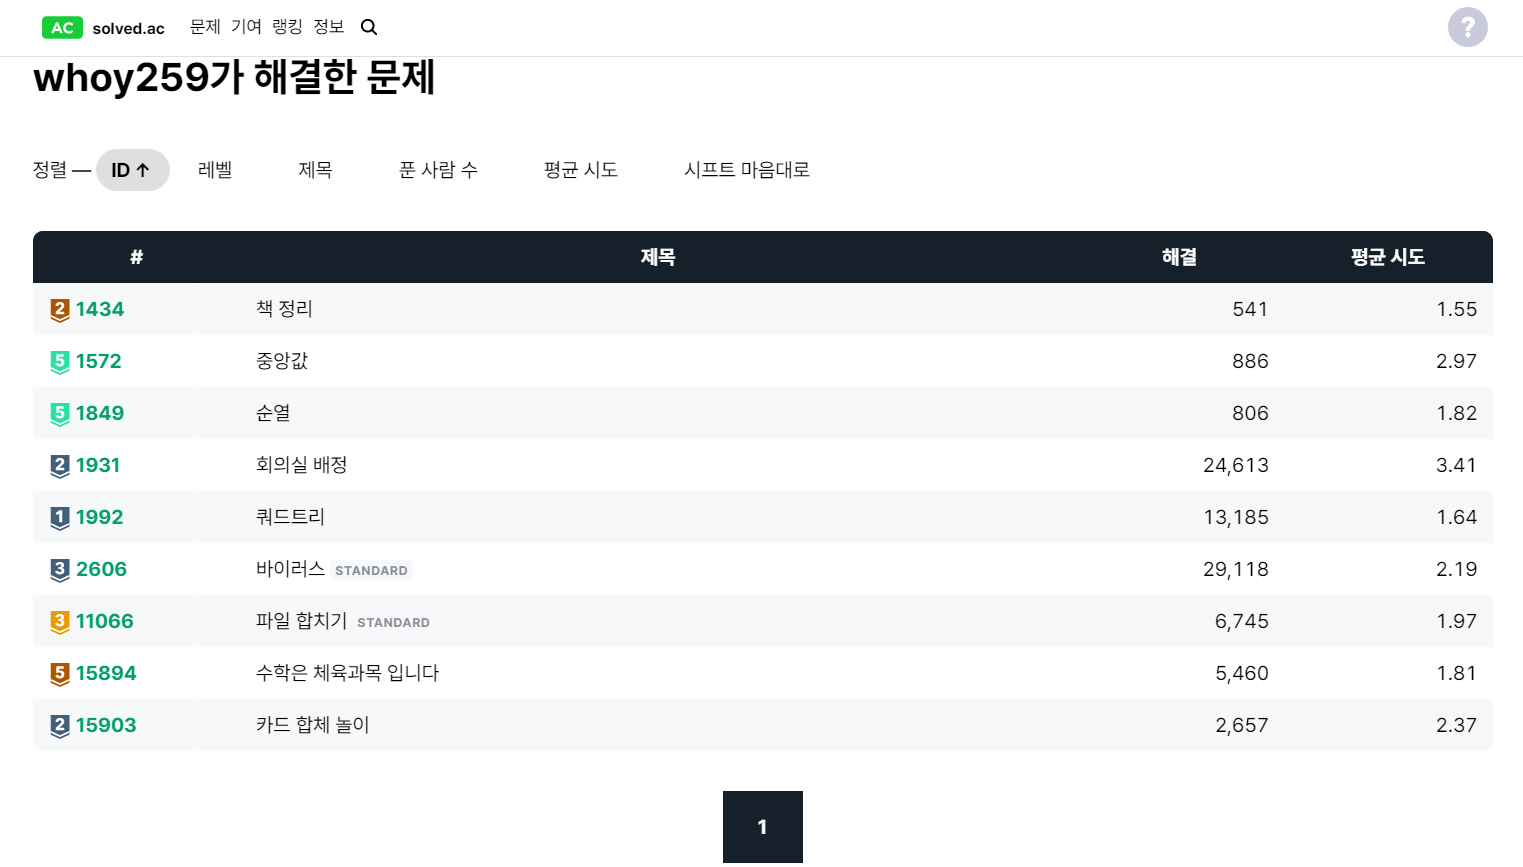 AC solved.ac 문제 기여 랭킹 정보 ?
whoy259가 해결한 문제
정렬 — ID ↑ 레벨 제목 푼 사람 수 평균 시도 시프트 마음대로
# 제목 해결 평균 시도
2 1434 책 정리 541 1.55
5 1572 중앙값 886 2.97
5 1849 순열 806 1.82
2 1931 회의실 배정 24,613 3.41
1 1992 쿼드트리 13,185 1.64
3 2606 바이러스 STANDARD 29,118 2.19
3 11066 파일 합치기 STANDARD 6,745 1.97
5 15894 수학은 체육과목 입니다 5,460 1.81
2 15903 카드 합체 놀이 2,657 2.37
1